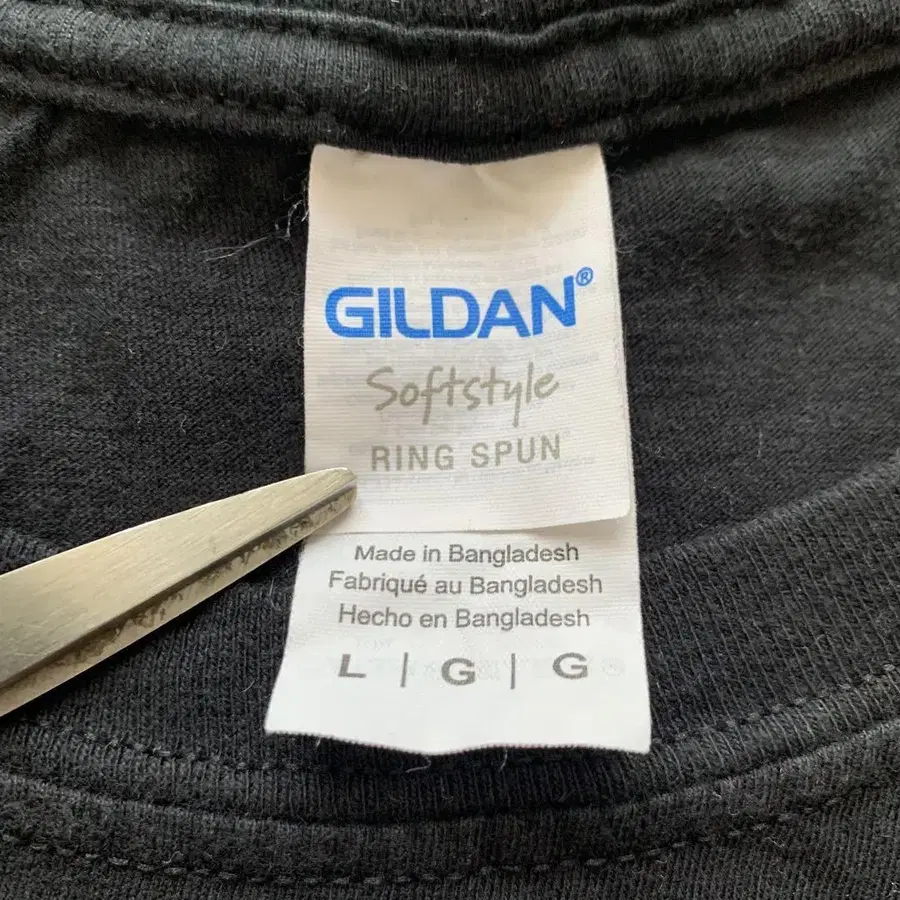 GILDAN®
Softstyle
RING SPUN
Made in Bangladesh
Fabriqué au Bangladesh
Hecho en Bangladesh
L | G | G